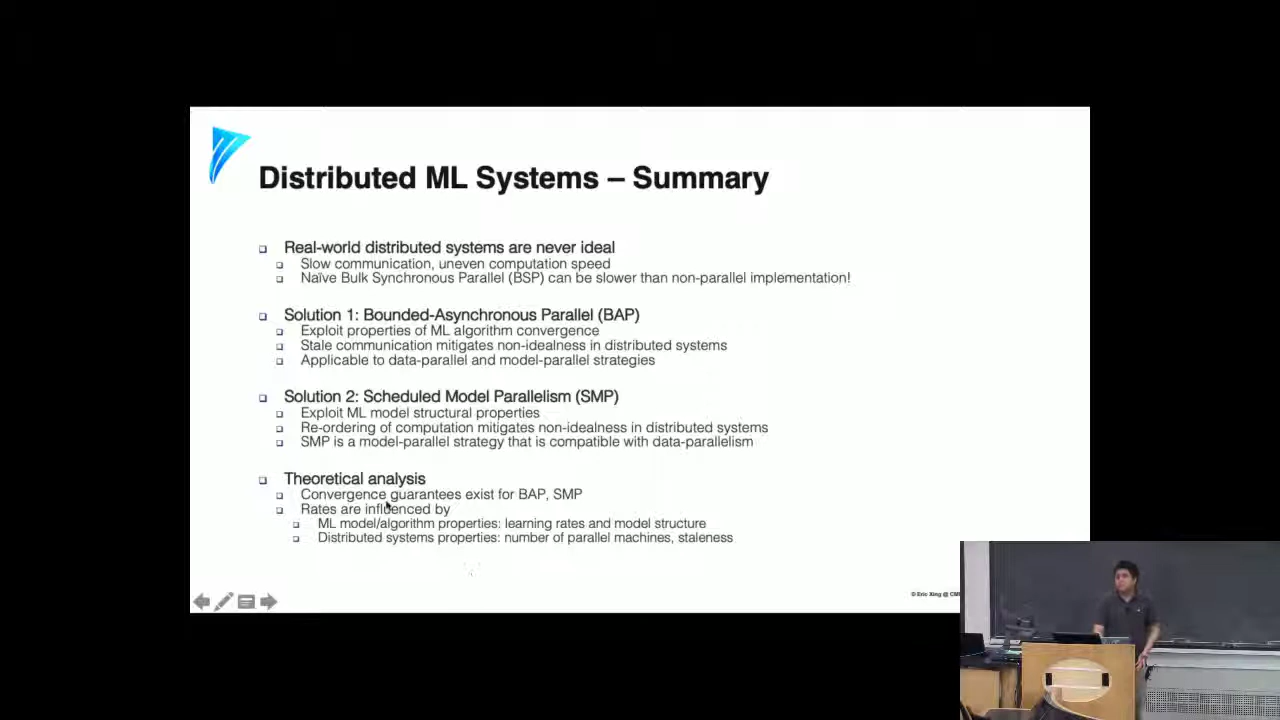 Distributed ML Systems – Summary
Real-world distributed systems are never ideal
Slow communication, uneven computation speed
Naïve Bulk Synchronous Parallel (BSP) can be slower than non-parallel implementation!
Solution 1: Bounded-Asynchronous Parallel (BAP)
Exploit properties of ML algorithm convergence
Stale communication mitigates non-idealness in distributed systems
Applicable to data-parallel and model-parallel strategies
Solution 2: Scheduled Model Parallelism (SMP)
Exploit ML model structural properties
Re-ordering of computation mitigates non-idealness in distributed systems
SMP is a model-parallel strategy that is compatible with data-parallelism
Theoretical analysis
Convergence guarantees exist for BAP, SMP
Rates are influenced by
ML model/algorithm properties: learning rates and model structure
Distributed systems properties: number of parallel machines, staleness
© Eric Xing @